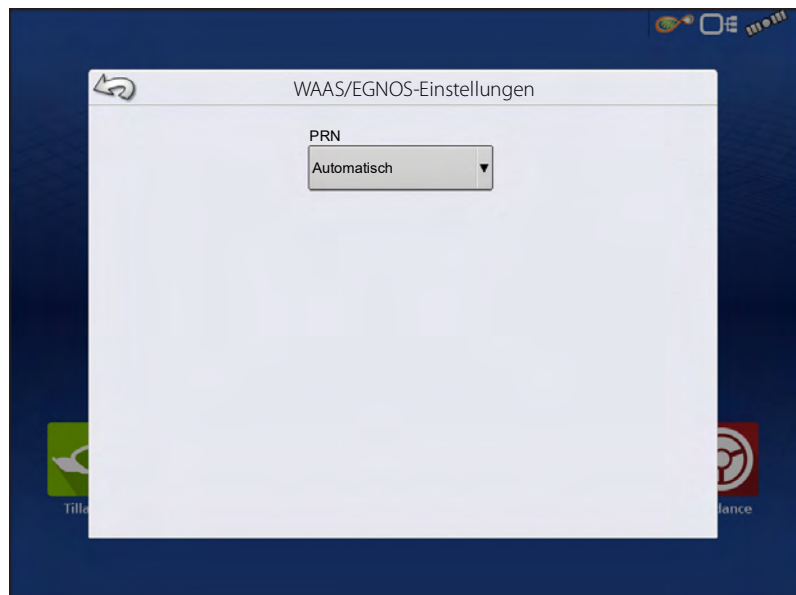 WAAS/EGNOS-Einstellungen
PRN
Automatisch
Tilla
dance